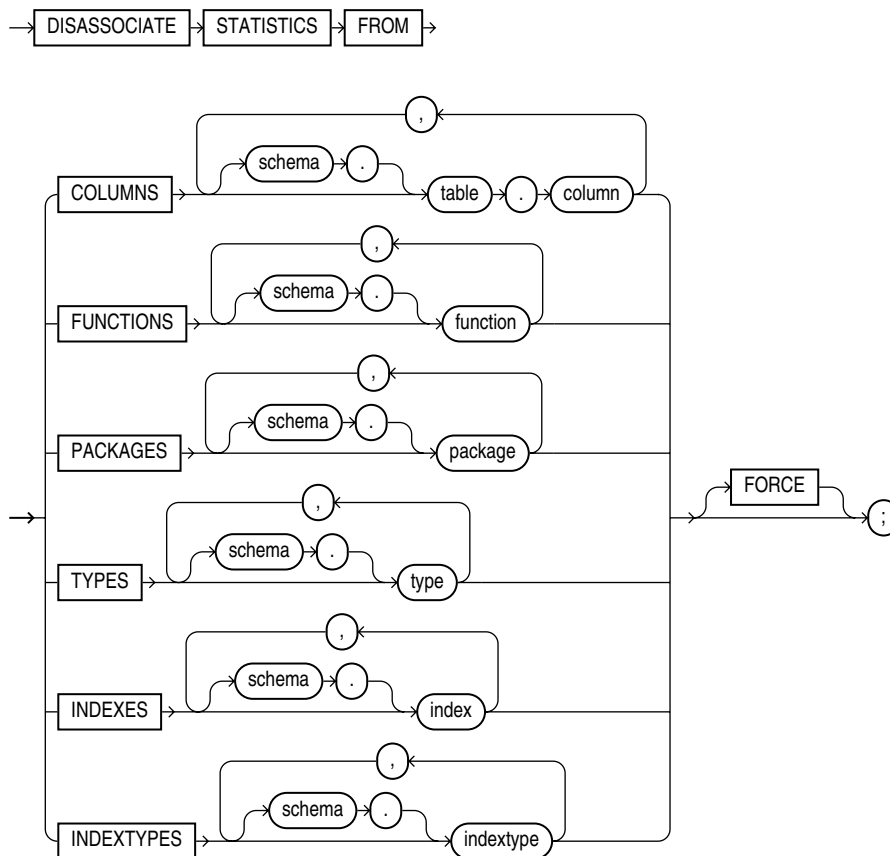 DISASSOCIATE STATISTICS FROM
,
schema .
COLUMNS table . column
,
schema .
FUNCTIONS function
,
schema .
PACKAGES package
FORCE
;
,
schema .
TYPES type
,
schema .
INDEXES index
,
schema .
INDEXTYPES indextype